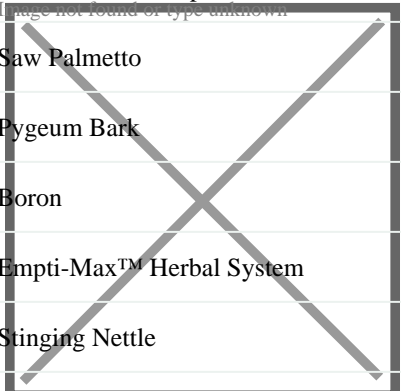 Image not found or type unknown
Saw Palmetto
Pygeum Bark
Boron
Empti-Max™ Herbal System
Stinging Nettle